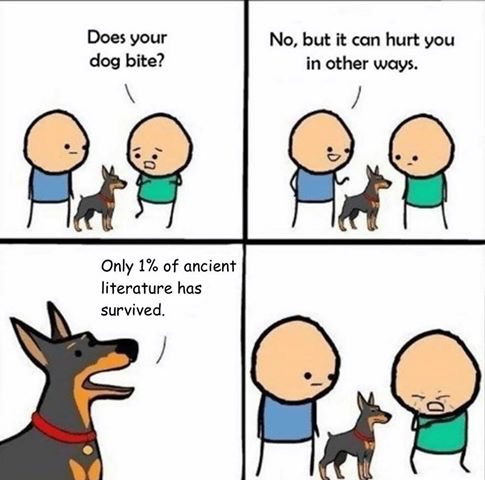 Does your
dog bite?
No, but it can hurt you
in other ways.
Only 1% of ancient
literature has
survived.